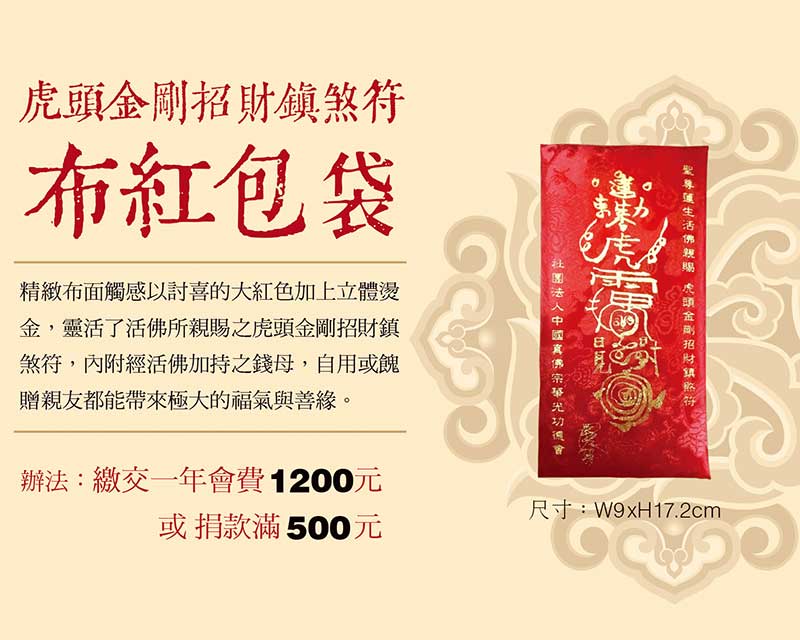 虎頭金剛招財鎮煞符
布紅包袋
精緻布面觸感以討喜的大紅色加上立體燙
金，靈活了活佛所親賜之虎頭金剛招財鎮
煞符，內附經活佛加持之錢母，自用或餽
贈親友都能帶來極大的福氣與善緣。
辦法：繳交一年會費1200元
或 捐款滿500元
聖尊蓮生活佛親賜 虎頭金剛招財鎮煞符
社團法人中國真佛宗華光功德會
尺寸：W9xH17.2cm